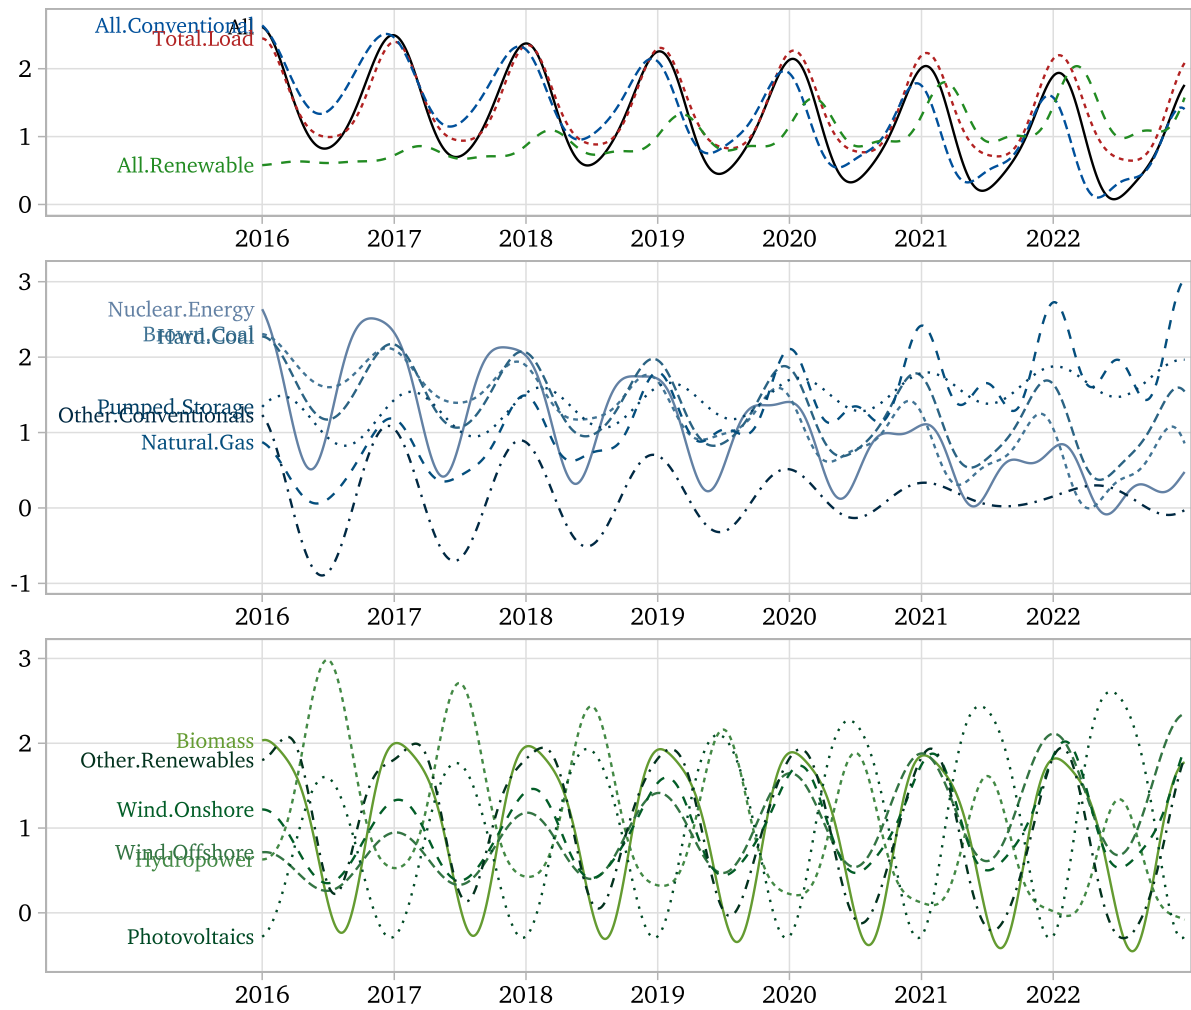 All.Conventional
All
Total.Load
2
1
All.Renewable
0
2016 2017 2018 2019 2020 2021 2022
3
Nuclear.Energy
Brown.Coal
Hard.Coal
2
Pumped.Storage
Other.Conventionals
1
Natural.Gas
0
-1
2016 2017 2018 2019 2020 2021 2022
3
Biomass
2
Other.Renewables
Wind.Onshore
1
Wind.Offshore
Hydropower
0
Photovoltaics
2016 2017 2018 2019 2020 2021 2022